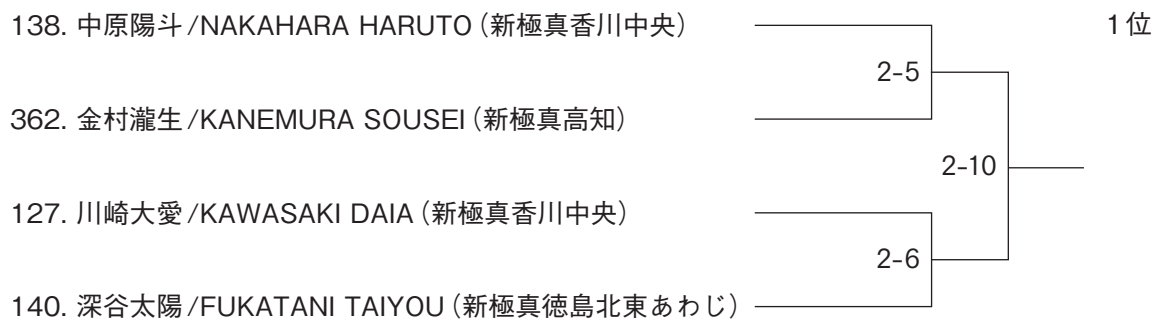 138. 中原陽斗/NAKAHARA HARUTO（新極真香川中央）
1位
2-5
362. 金村瀧生/KANEMURA SOUSEI（新極真高知）
2-10
127. 川崎大愛/KAWASAKI DAIA（新極真香川中央）
2-6
140. 深谷太陽/FUKATANI TAIYOU（新極真徳島北東あわじ）